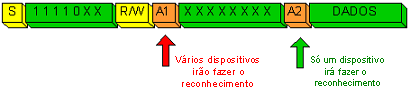 S 11110XX R/W A1 XXXXXXXX A2 DADOS
Vários dispositivos
irão fazer o
reconhecimento
Só um dispositivo
irá fazer o
reconhecimento